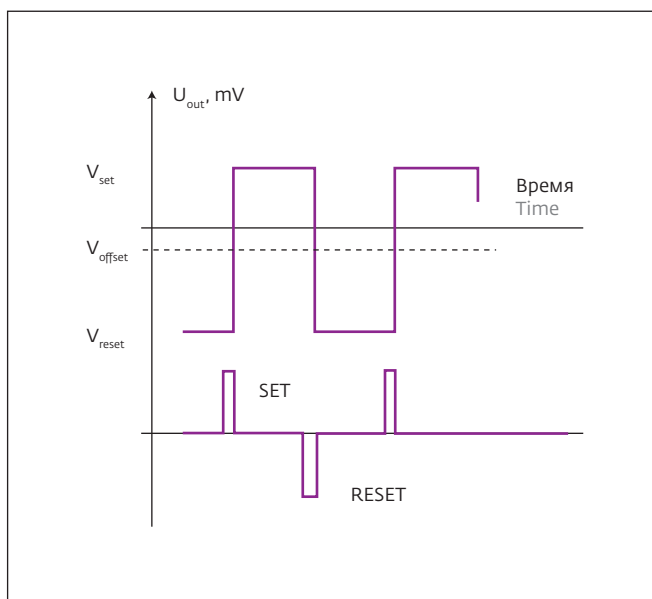 U_out, mV
V_set
Время
Time
V_offset
V_reset
SET
RESET